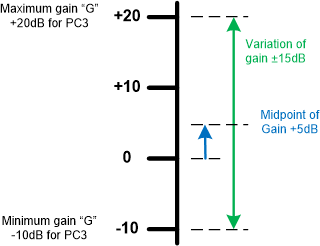 Maximum gain “G”
+20dB for PC3
+20
Variation of
gain ±15dB
+10
Midpoint of
Gain +5dB
0
Minimum gain “G”
-10dB for PC3
-10